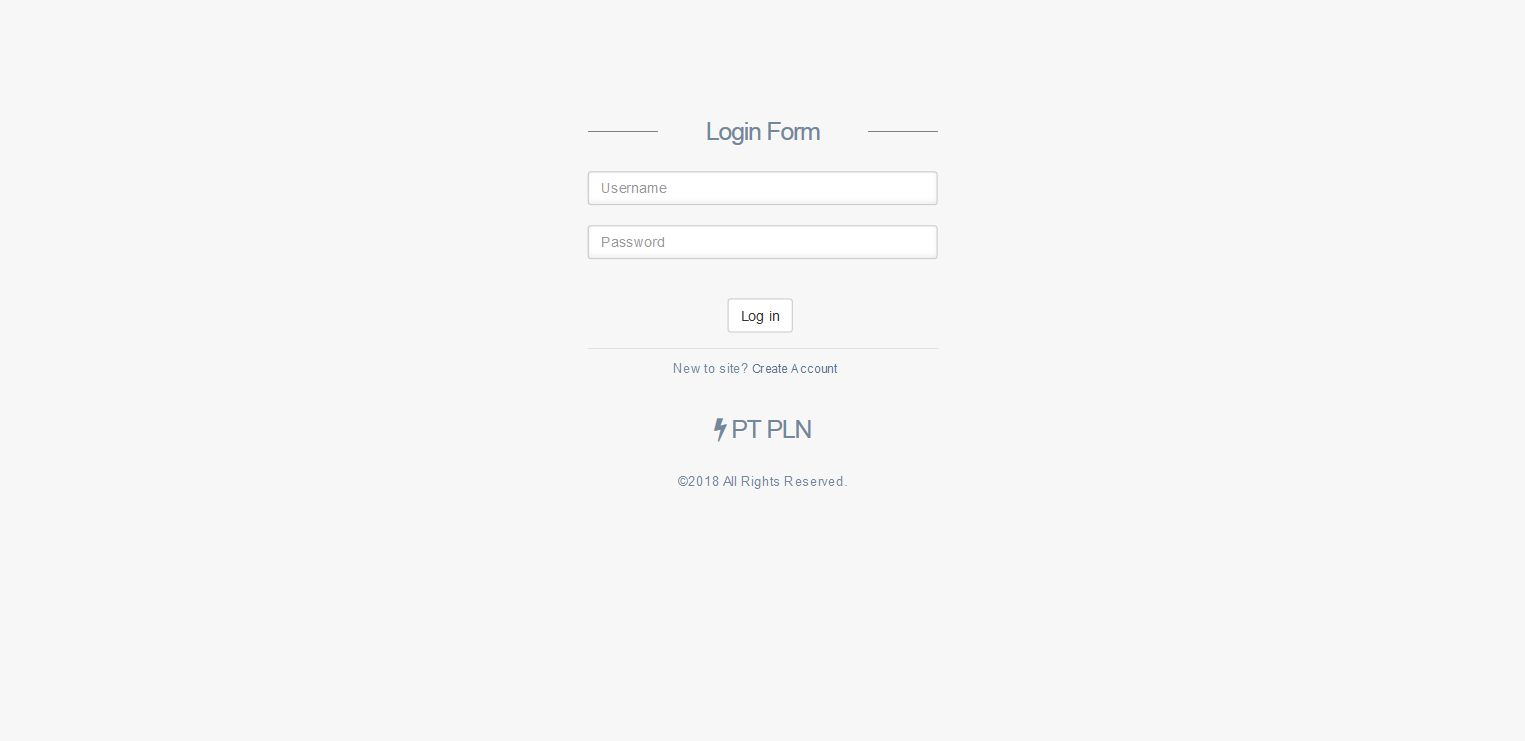 Login Form
Username
Password
Log in
New to site? Create Account
PT PLN
©2018 All Rights Reserved.